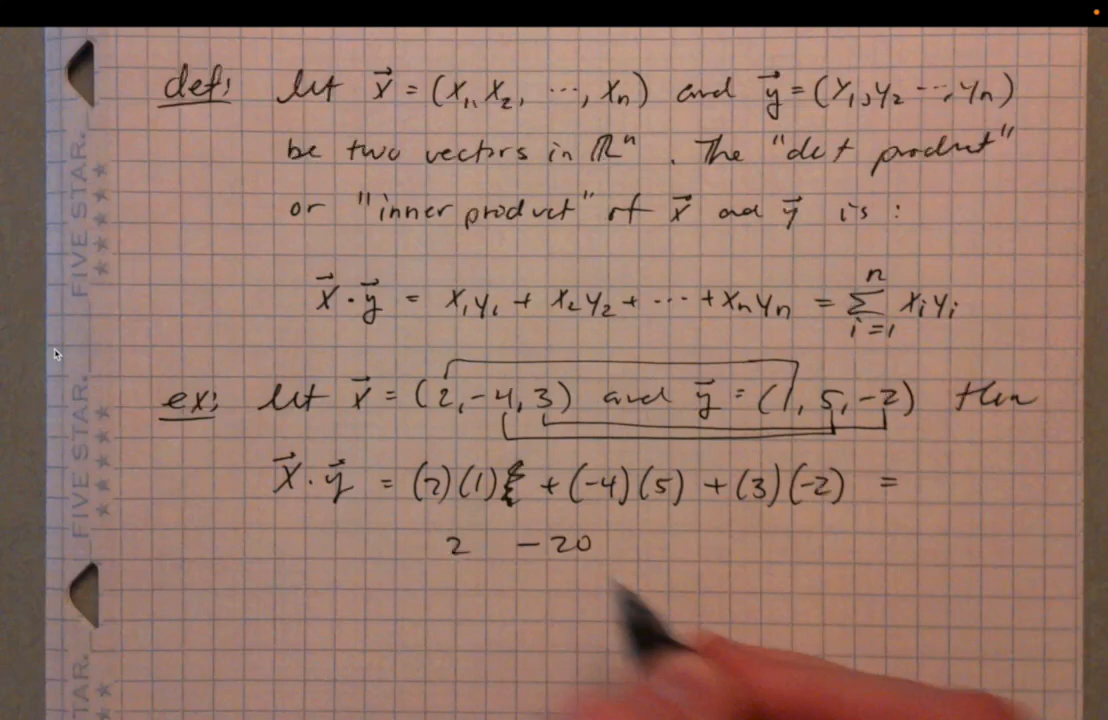 def: let x⃗ = (x₁, x₂, ..., xₙ) and y⃗ = (y₁, y₂ ..., yₙ)
be two vectors in ℝⁿ. The "dot product"
or "inner product" of x⃗ and y⃗ is:
x⃗ · y⃗ = x₁y₁ + x₂y₂ + ... + xₙyₙ = ∑ᵢ₌₁ⁿ xᵢyᵢ
ex: let x⃗ = (2, -4, 3) and y⃗ = (1, 5, -2) then
x⃗ · y⃗ = (2)(1) + (-4)(5) + (3)(-2) =
2 -20
FIVE STAR.
FIVE STAR.
TAR.